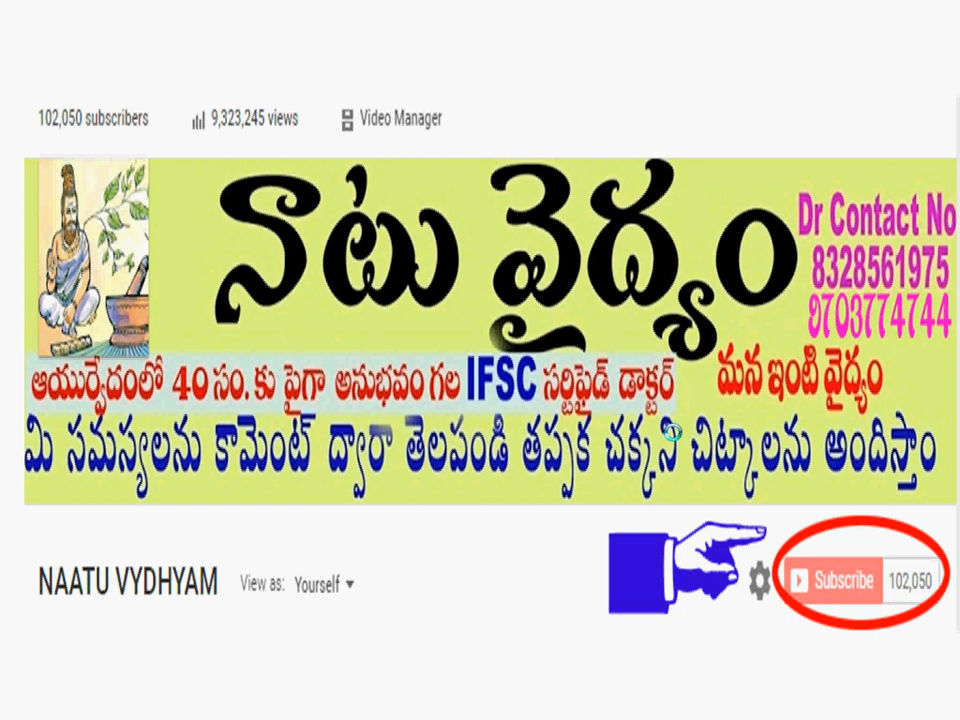 102,050 subscribers 9,323,245 views Video Manager
నాటు వైద్యం
Dr Contact No
8328561975
9703774744
ఆయుర్వేదంలో 40 సం. కు పైగా అనుభవం గల IFSC సర్టిఫైడ్ డాక్టర్
మన ఇంటి వైద్యం
మి సమస్యలను కామెంట్ ద్వారా తెలపండి తప్పక చక్కని చిట్కాలను అందిస్తాం
NAATU VYDHYAM View as: Yourself
Subscribe 102,050